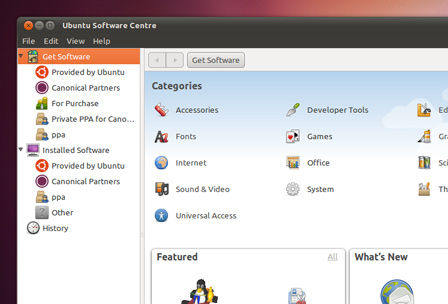 Ubuntu Software Centre
File Edit View Help
Get Software
Provided by Ubuntu
Canonical Partners
For Purchase
Private PPA for Cano...
ppa
Installed Software
Provided by Ubuntu
Canonical Partners
ppa
Other
History
Get Software
Categories
Accessories Developer Tools Ed
Fonts Games Gra
Internet Office Sci
Sound & Video System Th
Universal Access
Featured All What's New